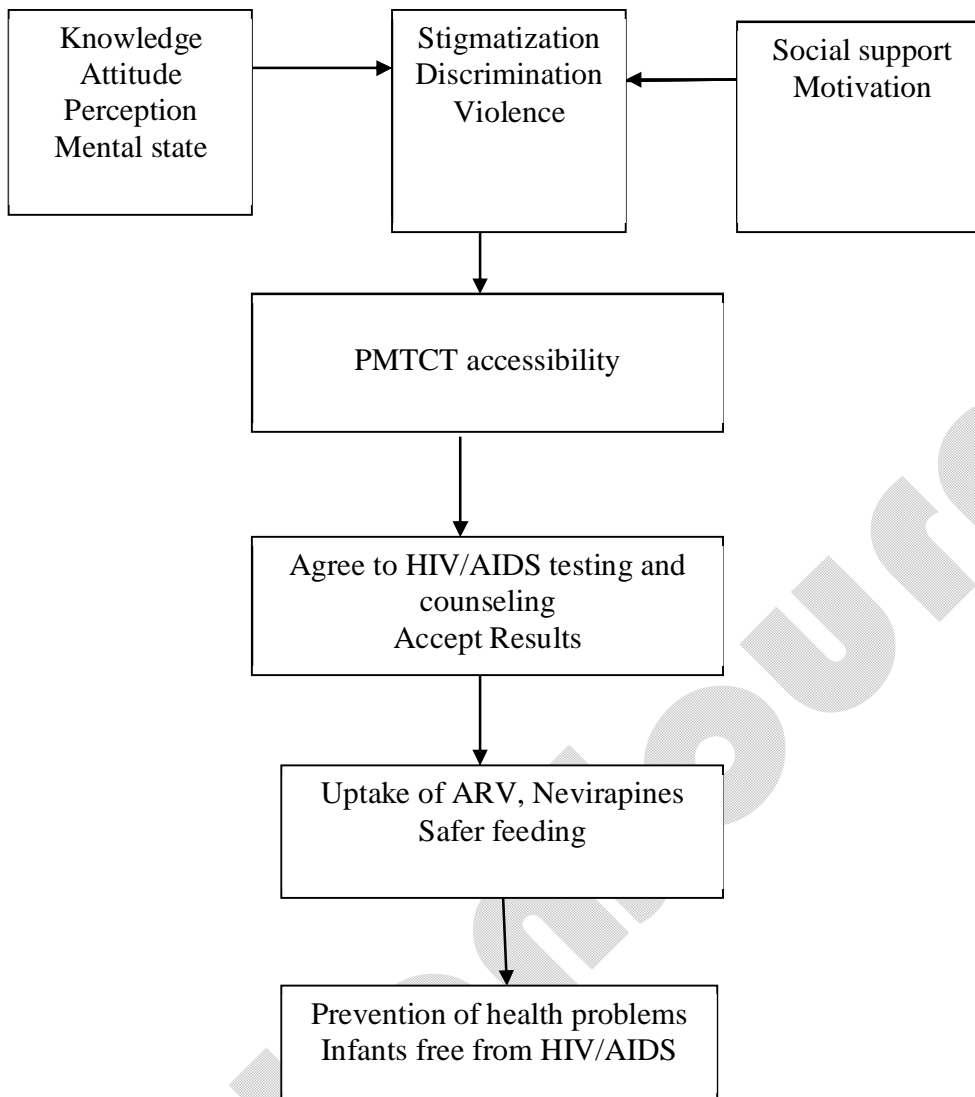 Knowledge
Attitude
Perception
Mental state
Stigmatization
Discrimination
Violence
Social support
Motivation
PMTCT accessibility
Agree to HIV/AIDS testing and
counseling
Accept Results
Uptake of ARV, Nevirapines
Safer feeding
Prevention of health problems
Infants free from HIV/AIDS